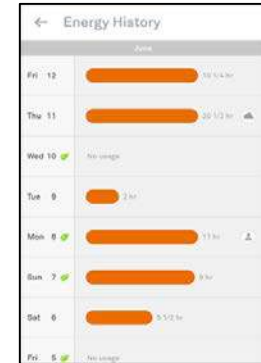 Energy History
June
Fri 12
10 1/4 hr
Thu 11
20 1/2 hr
Wed 10
No usage
Tue 9
2 hr
Mon 8
11 hr
Sun 7
9 hr
Sat 6
5 1/2 hr
Fri 5
No usage